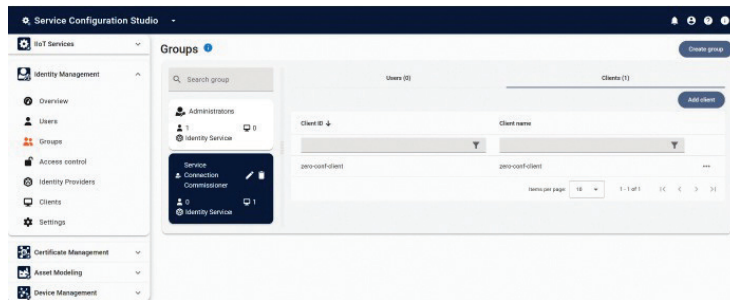 Service Configuration Studio
IIoT Services
Identity Management
Overview
Users
Groups
Access control
Identity Providers
Clients
Settings
Certificate Management
Asset Modeling
Device Management
Groups
Create group
Search group
Administrators
1 0
Identity Service
Service
Connection
Commissioner
0 1
Identity Service
Users (0) Clients (1)
Add client
Client ID ↓ Client name
zero-conf-client zero-conf-client ...
Items per page: 10 1 - 1 of 1 |< < > >|